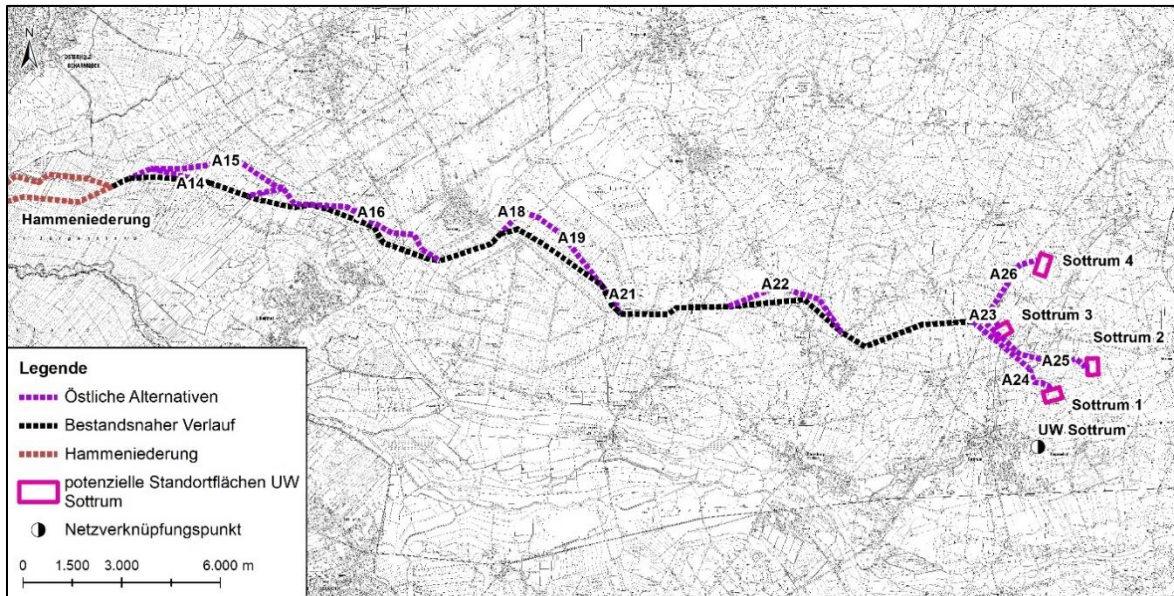 N
A15
A14
Hammeniederung
A16
A18
A19
A21
A22
A26
Sottrum 4
A23
Sottrum 3
Sottrum 2
A25
A24
Sottrum 1
UW Sottrum
Legende
Östliche Alternativen
Bestandsnaher Verlauf
Hammeniederung
potenzielle Standortflächen UW
Sottrum
Netzverknüpfungspunkt
0 1.500 3.000 6.000 m